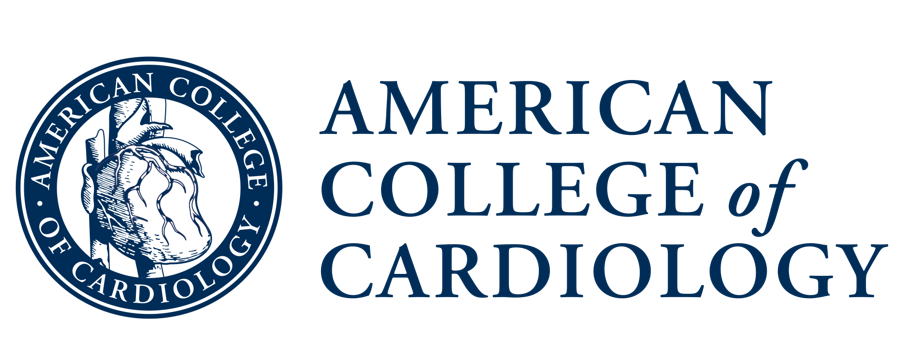 AMERICAN COLLEGE
· OF CARDIOLOGY ·
AMERICAN
COLLEGE of
CARDIOLOGY